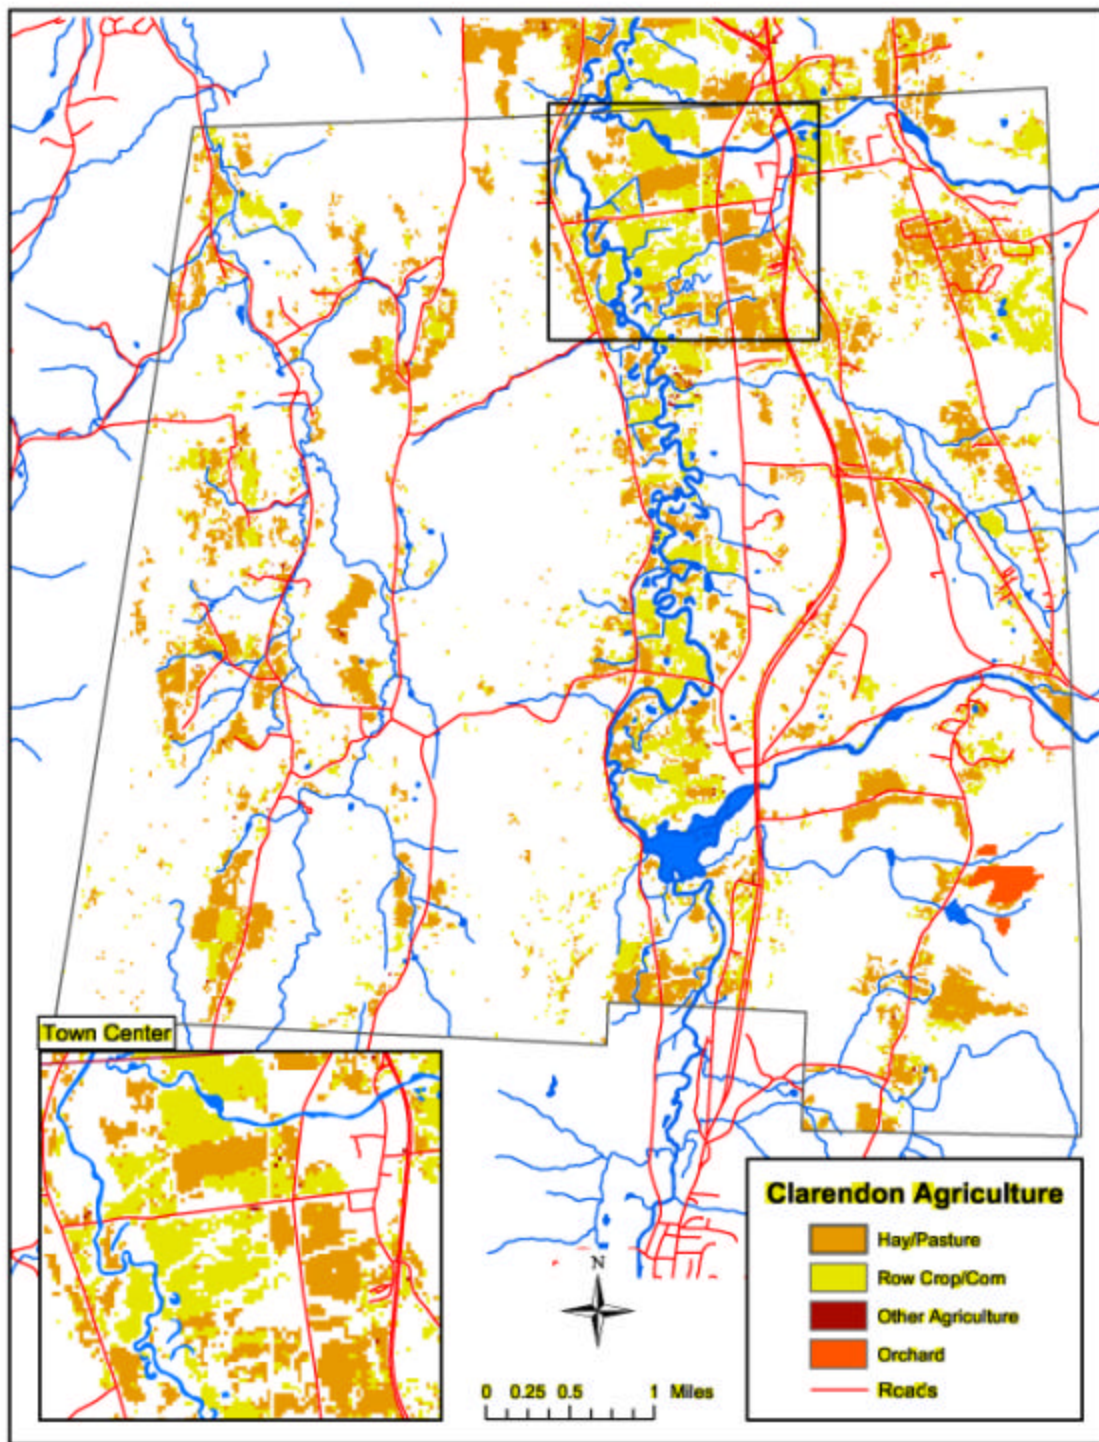 Town Center
Clarendon Agriculture
Hay/Pasture
Row Crop/Corn
Other Agriculture
Orchard
Roads
N
0 0.25 0.5 1 Miles